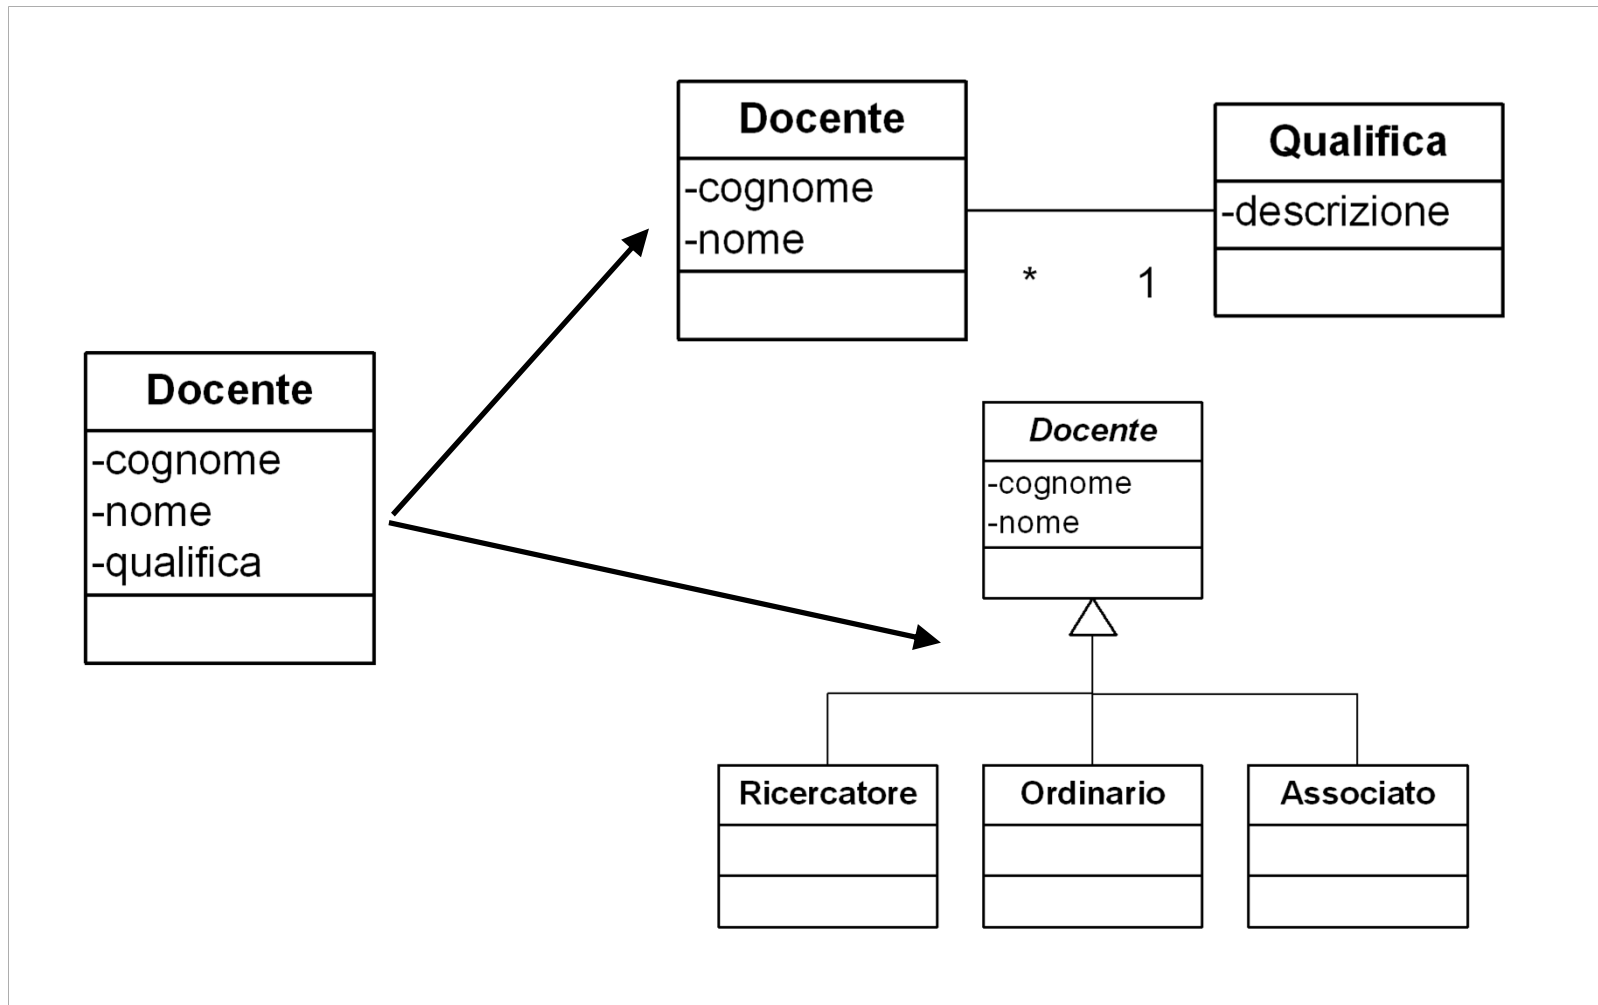 Docente
-cognome
-nome
-qualifica
Docente
-cognome
-nome
* 1
Qualifica
-descrizione
Docente
-cognome
-nome
Ricercatore
Ordinario
Associato